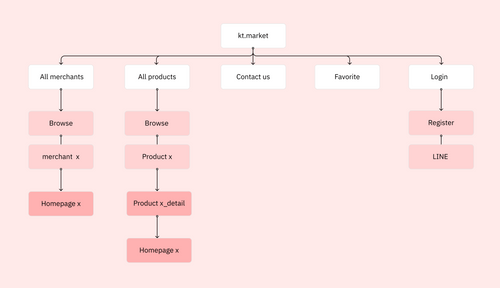 kt.market
All merchants
All products
Contact us
Favorite
Login
Browse
Browse
Register
merchant x
Product x
LINE
Homepage x
Product x_detail
Homepage x